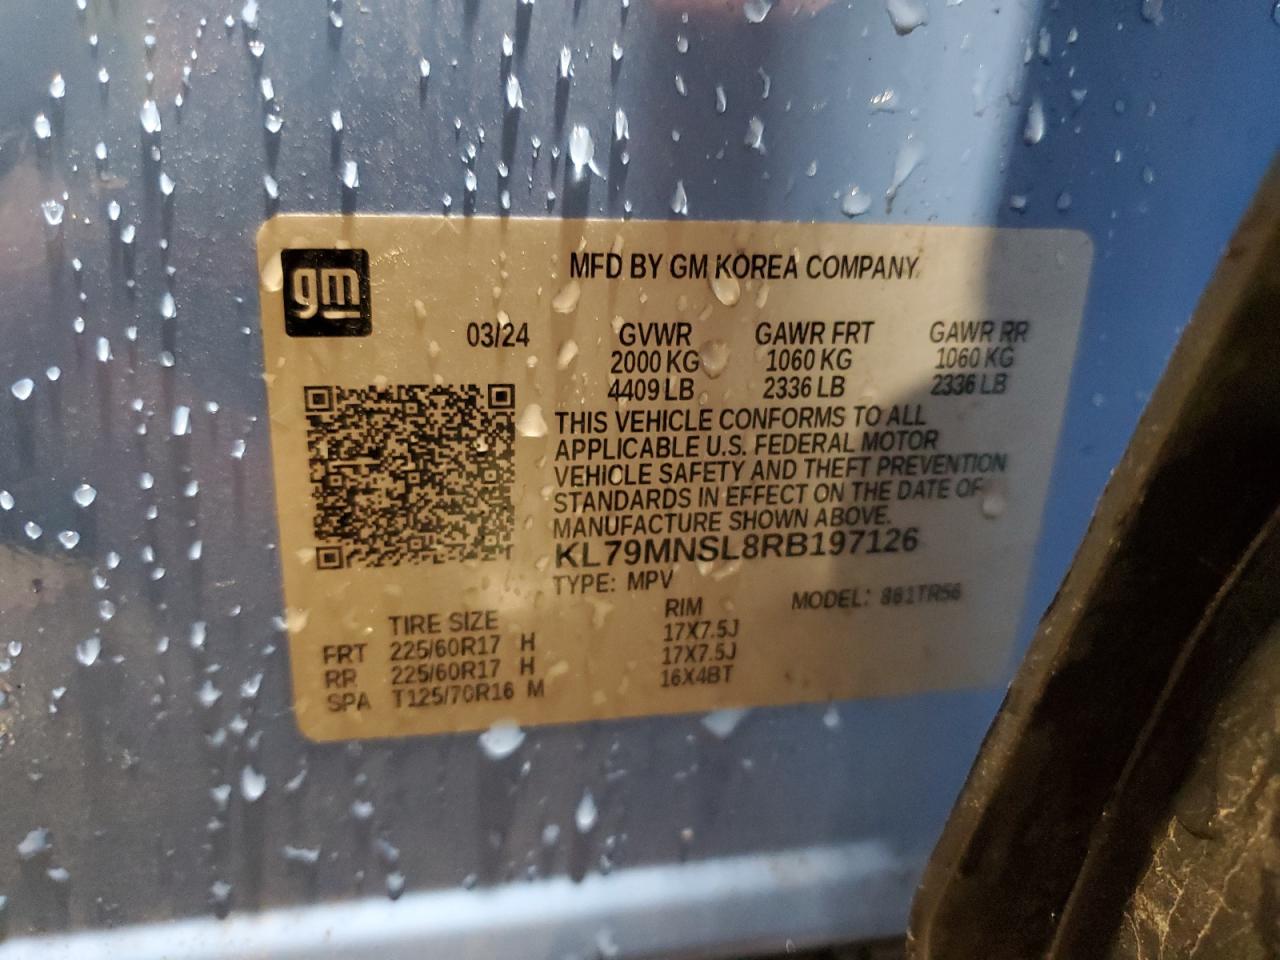 gm
MFD BY GM KOREA COMPANY
03/24 GVWR GAWR FRT GAWR RR
2000 KG 1060 KG 1060 KG
4409 LB 2336 LB 2336 LB
THIS VEHICLE CONFORMS TO ALL
APPLICABLE U.S. FEDERAL MOTOR
VEHICLE SAFETY AND THEFT PREVENTION
STANDARDS IN EFFECT ON THE DATE OF
MANUFACTURE SHOWN ABOVE.
KL79MNSL8RB197126
TYPE: MPV MODEL:
TIRE SIZE RIM
FRT 225/60R17 H 17X7.5J
RR 225/60R17 H 17X7.5J
SPA T125/70R16 M 16X4BT